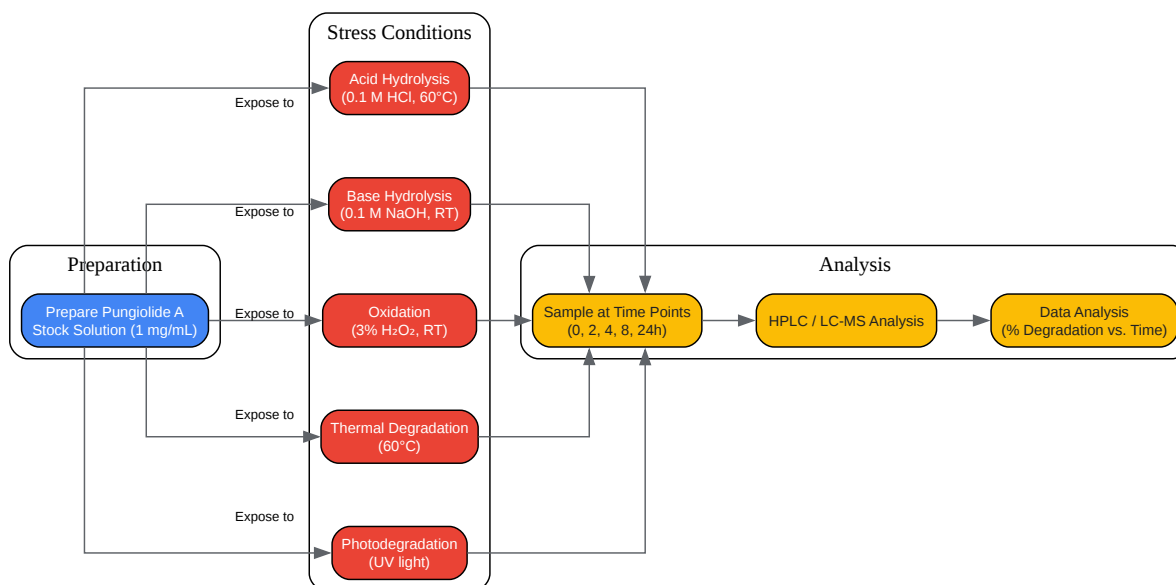 Stress Conditions
Acid Hydrolysis
(0.1 M HCl, 60°C)
Expose to
Base Hydrolysis
(0.1 M NaOH, RT)
Expose to
Preparation
Analysis
Prepare Pungiolide A
Stock Solution (1 mg/mL)
Expose to
Oxidation
(3% H₂O₂, RT)
Sample at Time Points
(0, 2, 4, 8, 24h)
HPLC / LC-MS Analysis
Data Analysis
(% Degradation vs. Time)
Expose to
Thermal Degradation
(60°C)
Expose to
Photodegradation
(UV light)